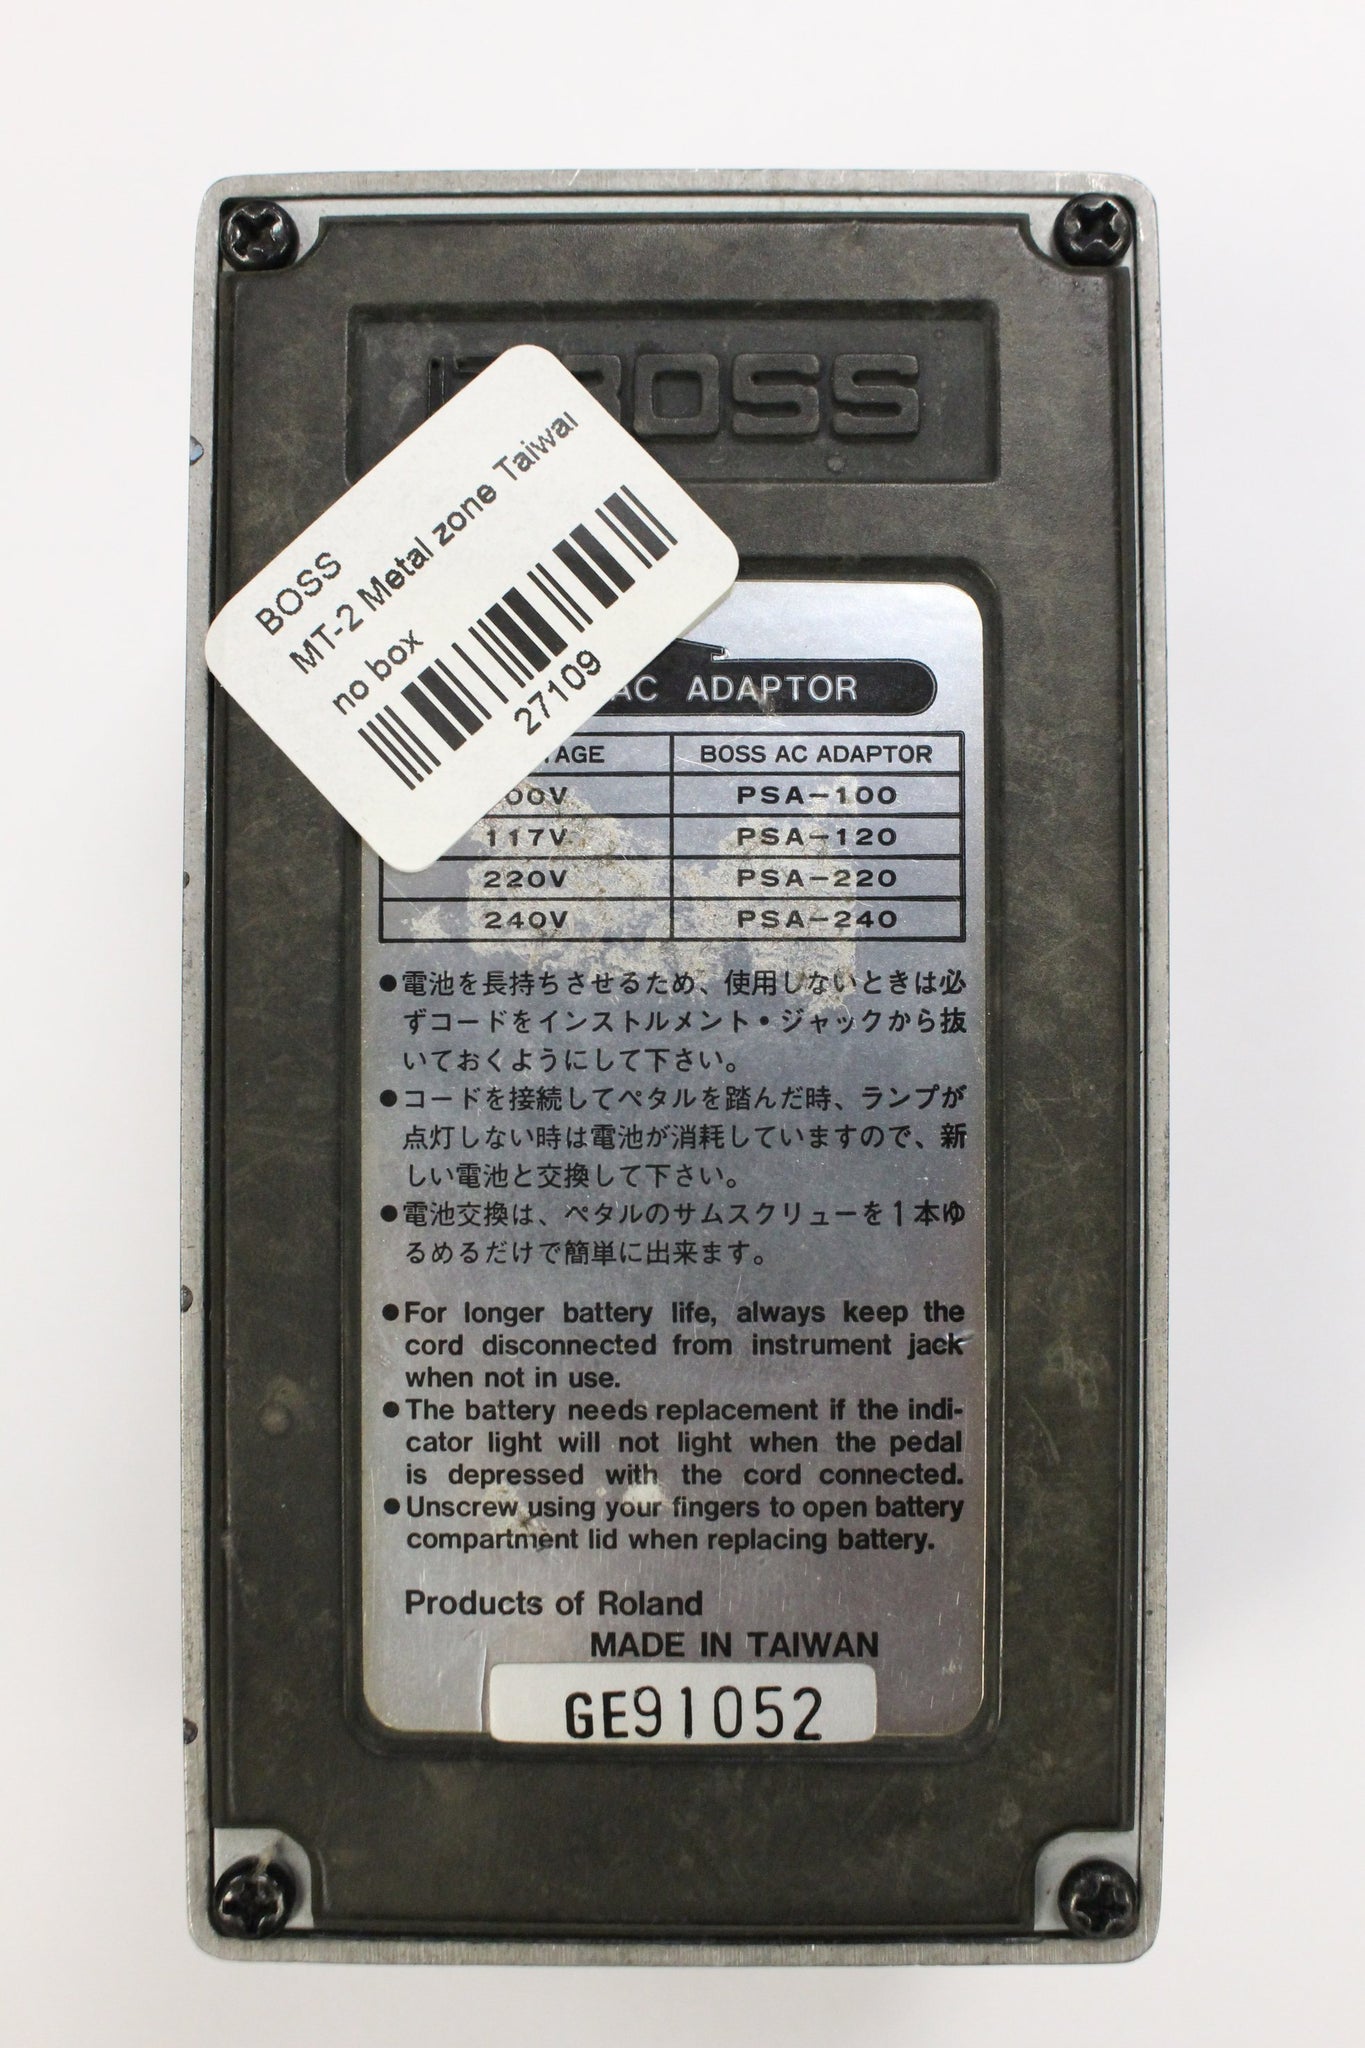 BOSS
BOSS
MT-2 Metal zone Taiwan
no box
27109
AC ADAPTOR
BOSS AC ADAPTOR
PSA-100
117V PSA-120
220V PSA-220
240V PSA-240
●電池を長持ちさせるため、使用しないときは必
ずコードをインストルメント・ジャックから抜
いておくようにして下さい。
●コードを接続してペタルを踏んだ時、ランプが
点灯しない時は電池が消耗していますので、新
しい電池と交換して下さい。
●電池交換は、ペタルのサムスクリューを1本ゆ
るめるだけで簡単に出来ます。
●For longer battery life, always keep the
cord disconnected from instrument jack
when not in use.
●The battery needs replacement if the indi-
cator light will not light when the pedal
is depressed with the cord connected.
●Unscrew using your fingers to open battery
compartment lid when replacing battery.
Products of Roland
MADE IN TAIWAN
GE91052